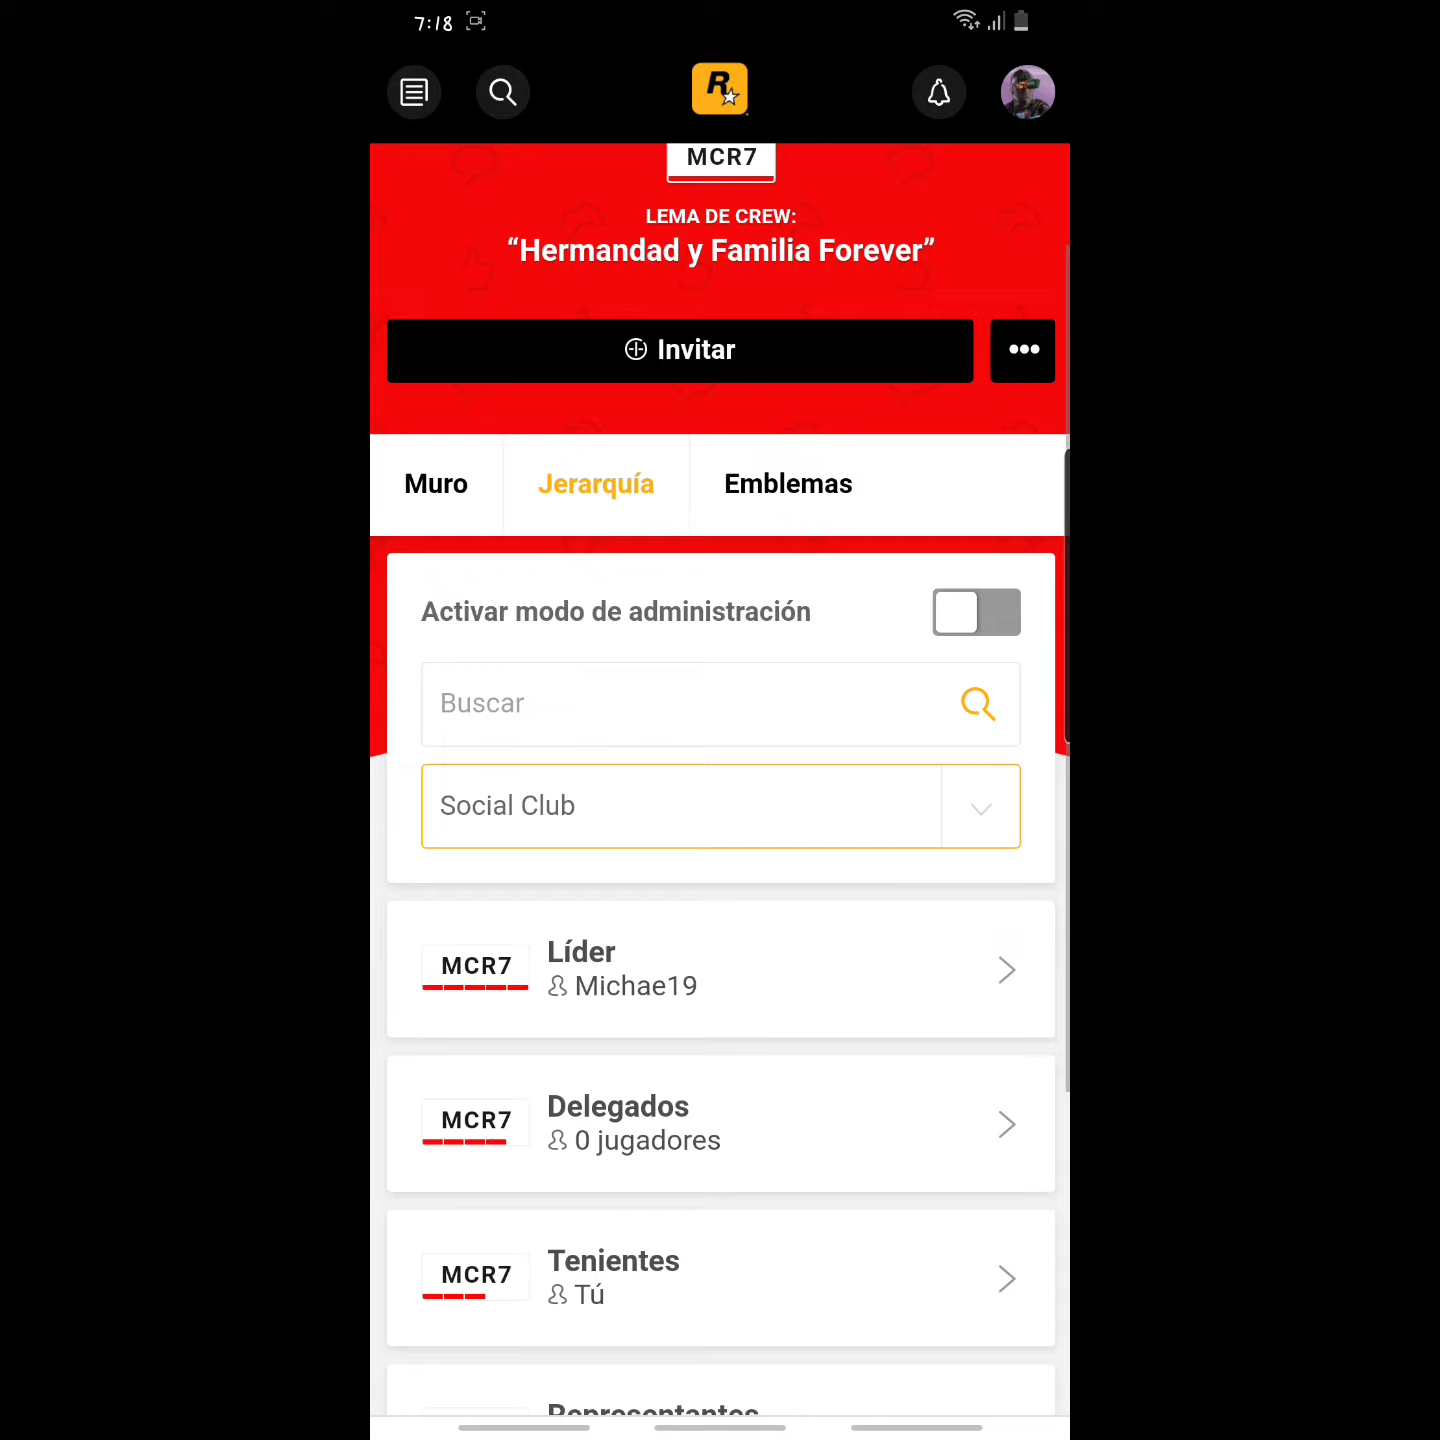 7:18
R
MCR7
LEMA DE CREW:
“Hermandad y Familia Forever”
Invitar
Muro
Jerarquía
Emblemas
Activar modo de administración
Buscar
Social Club
MCR7
Líder
Michae19
MCR7
Delegados
0 jugadores
MCR7
Tenientes
Tú
Representantes